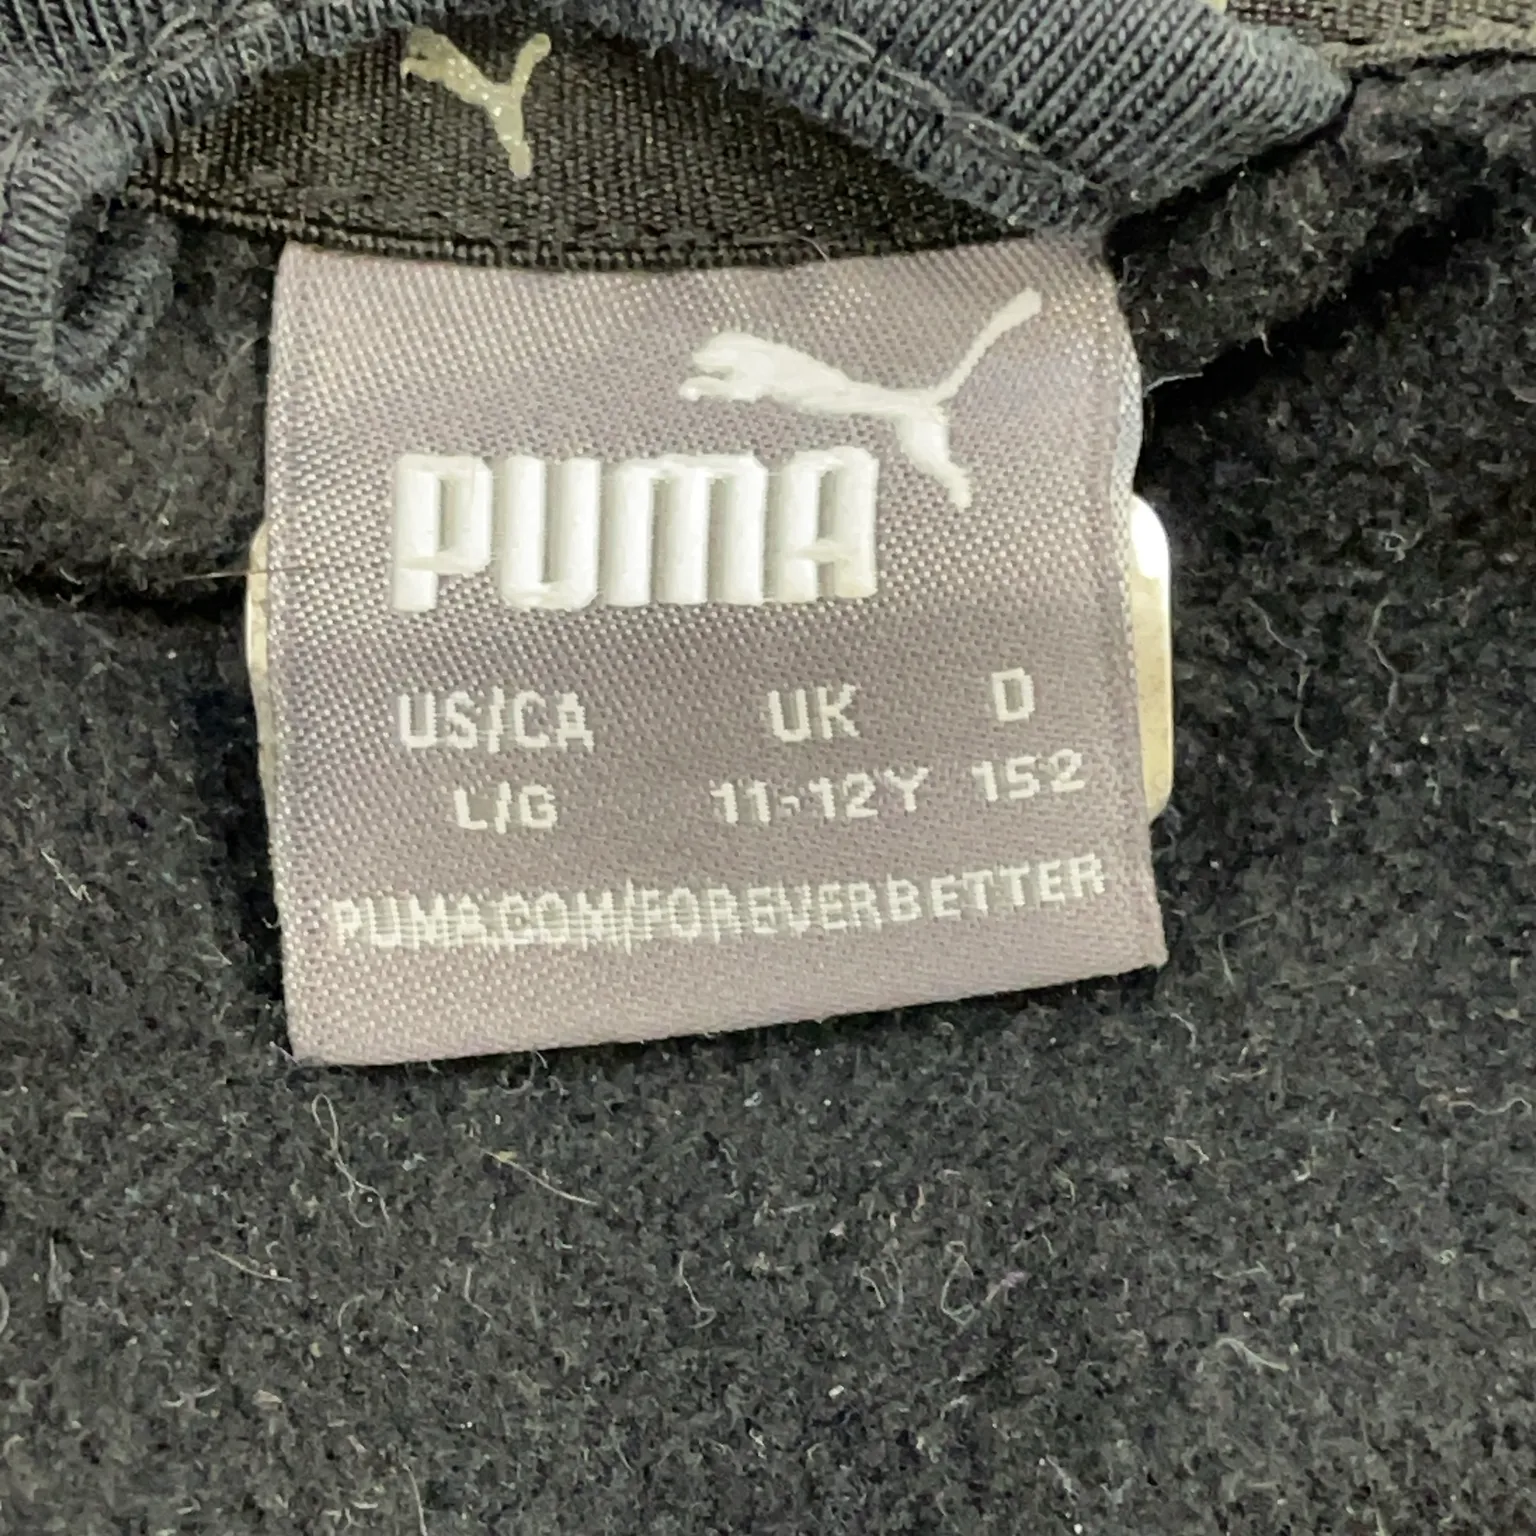 PUMA
US/CA UK D
L/G 11-12Y 152
PUMA.COM/FOREVERBETTER